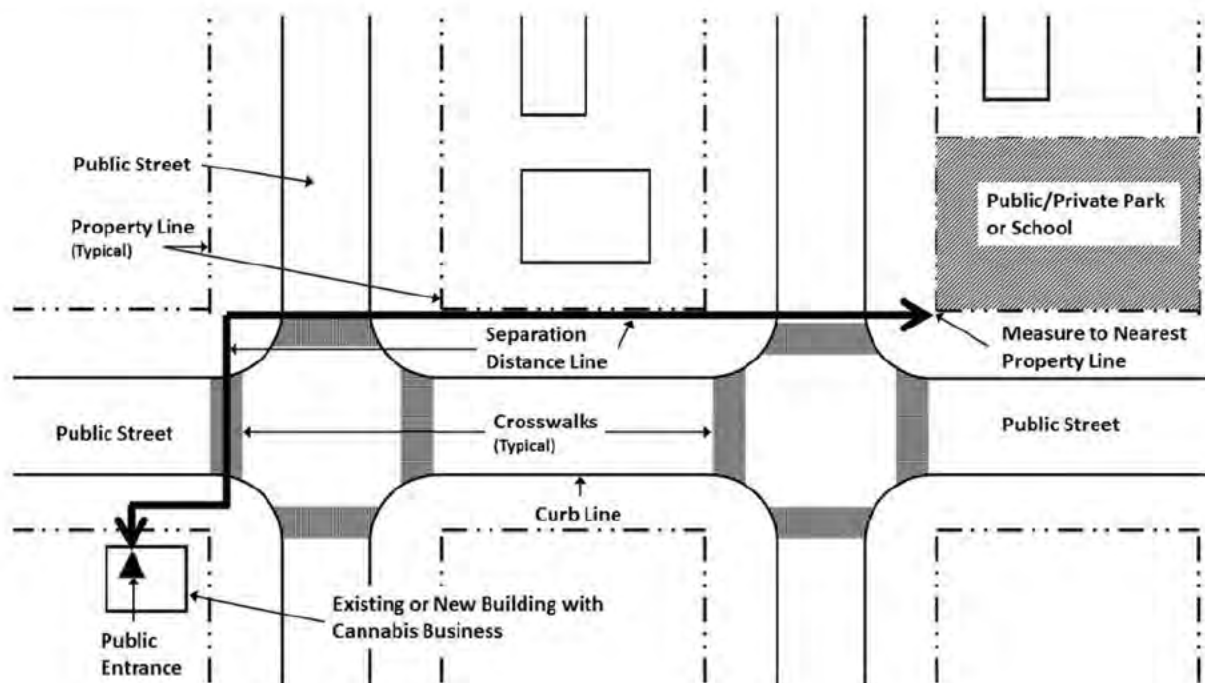 Public Street
Property Line
(Typical)
Public/Private Park
or School
Separation
Distance Line
Measure to Nearest
Property Line
Public Street
Crosswalks
(Typical)
Public Street
Curb Line
Existing or New Building with
Cannabis Business
Public
Entrance